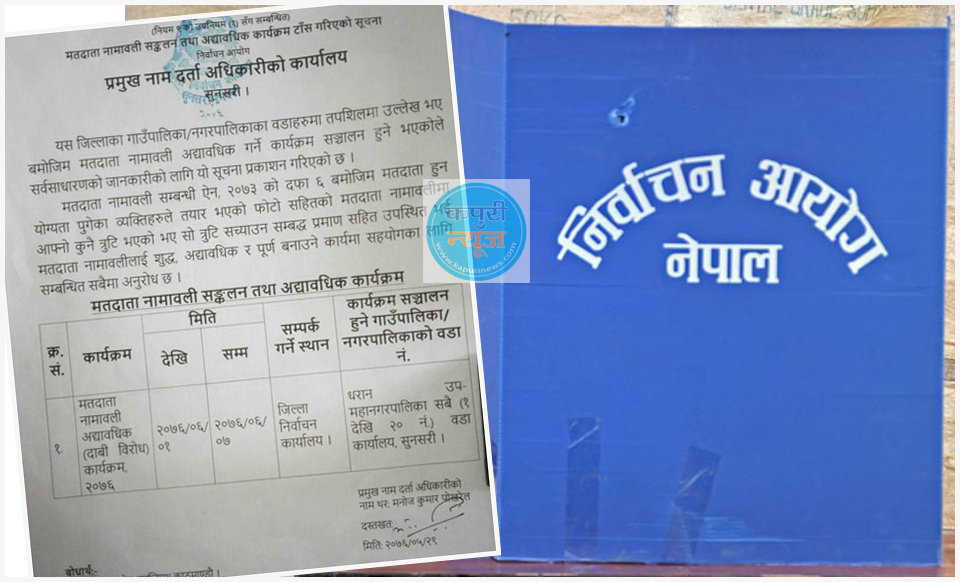 (नियम ९ को उपनियम (१) सँग सम्बन्धित)
मतदाता नामावली सङ्कलन तथा अद्यावधिक कार्यक्रम टाँस गरिएको सूचना
निर्वाचन आयोग
प्रमुख नाम दर्ता अधिकारीको कार्यालय
सुनसरी ।
यस जिल्लाका गाउँपालिका/नगरपालिकाका वडाहरुमा तपशिलमा उल्लेख भए
बमोजिम मतदाता नामावली अद्यावधिक गर्ने कार्यक्रम सञ्चालन हुने भएकोले
सर्वसाधारणको जानकारीको लागि यो सूचना प्रकाशन गरिएको छ ।
मतदाता नामावली सम्बन्धी ऐन, २०७३ को दफा ६ बमोजिम मतदाता हुन
योग्यता पुगेका व्यक्तिहरुले तयार भएको फोटो सहितको मतदाता नामावलीमा
आफ्नो कुनै त्रुटि भएको भए सो त्रुटि सच्याउन सम्बद्ध प्रमाण सहित उपस्थित भई
मतदाता नामावलीलाई शुद्ध, अद्यावधिक र पूर्ण बनाउने कार्यमा सहयोगका लागि
सम्बन्धित सबैमा अनुरोध छ ।
मतदाता नामावली सङ्कलन तथा अद्यावधिक कार्यक्रम
क्र.सं. कार्यक्रम मिति देखि सम्म सम्पर्क गर्ने स्थान कार्यक्रम सञ्चालन हुने गाउँपालिका/नगरपालिकाको वडा नं.
१. मतदाता नामावली अद्यावधिक (दाबी विरोध) कार्यक्रम, २०७६ २०७६/०६/०१ २०७६/०६/०७ जिल्ला निर्वाचन कार्यालय । धरान उप-महानगरपालिका सबै (१ देखि २० नं.) वडा कार्यालय, सुनसरी ।
प्रमुख नाम दर्ता अधिकारीको
नाम थर: मनोज कुमार पोखरेल
दस्तखत:
मिति: २०७६/०५/२९
बोधार्थ:-
कपुरी
न्यूज
www.kapurinews.com
निर्वाचन आयोग
नेपाल